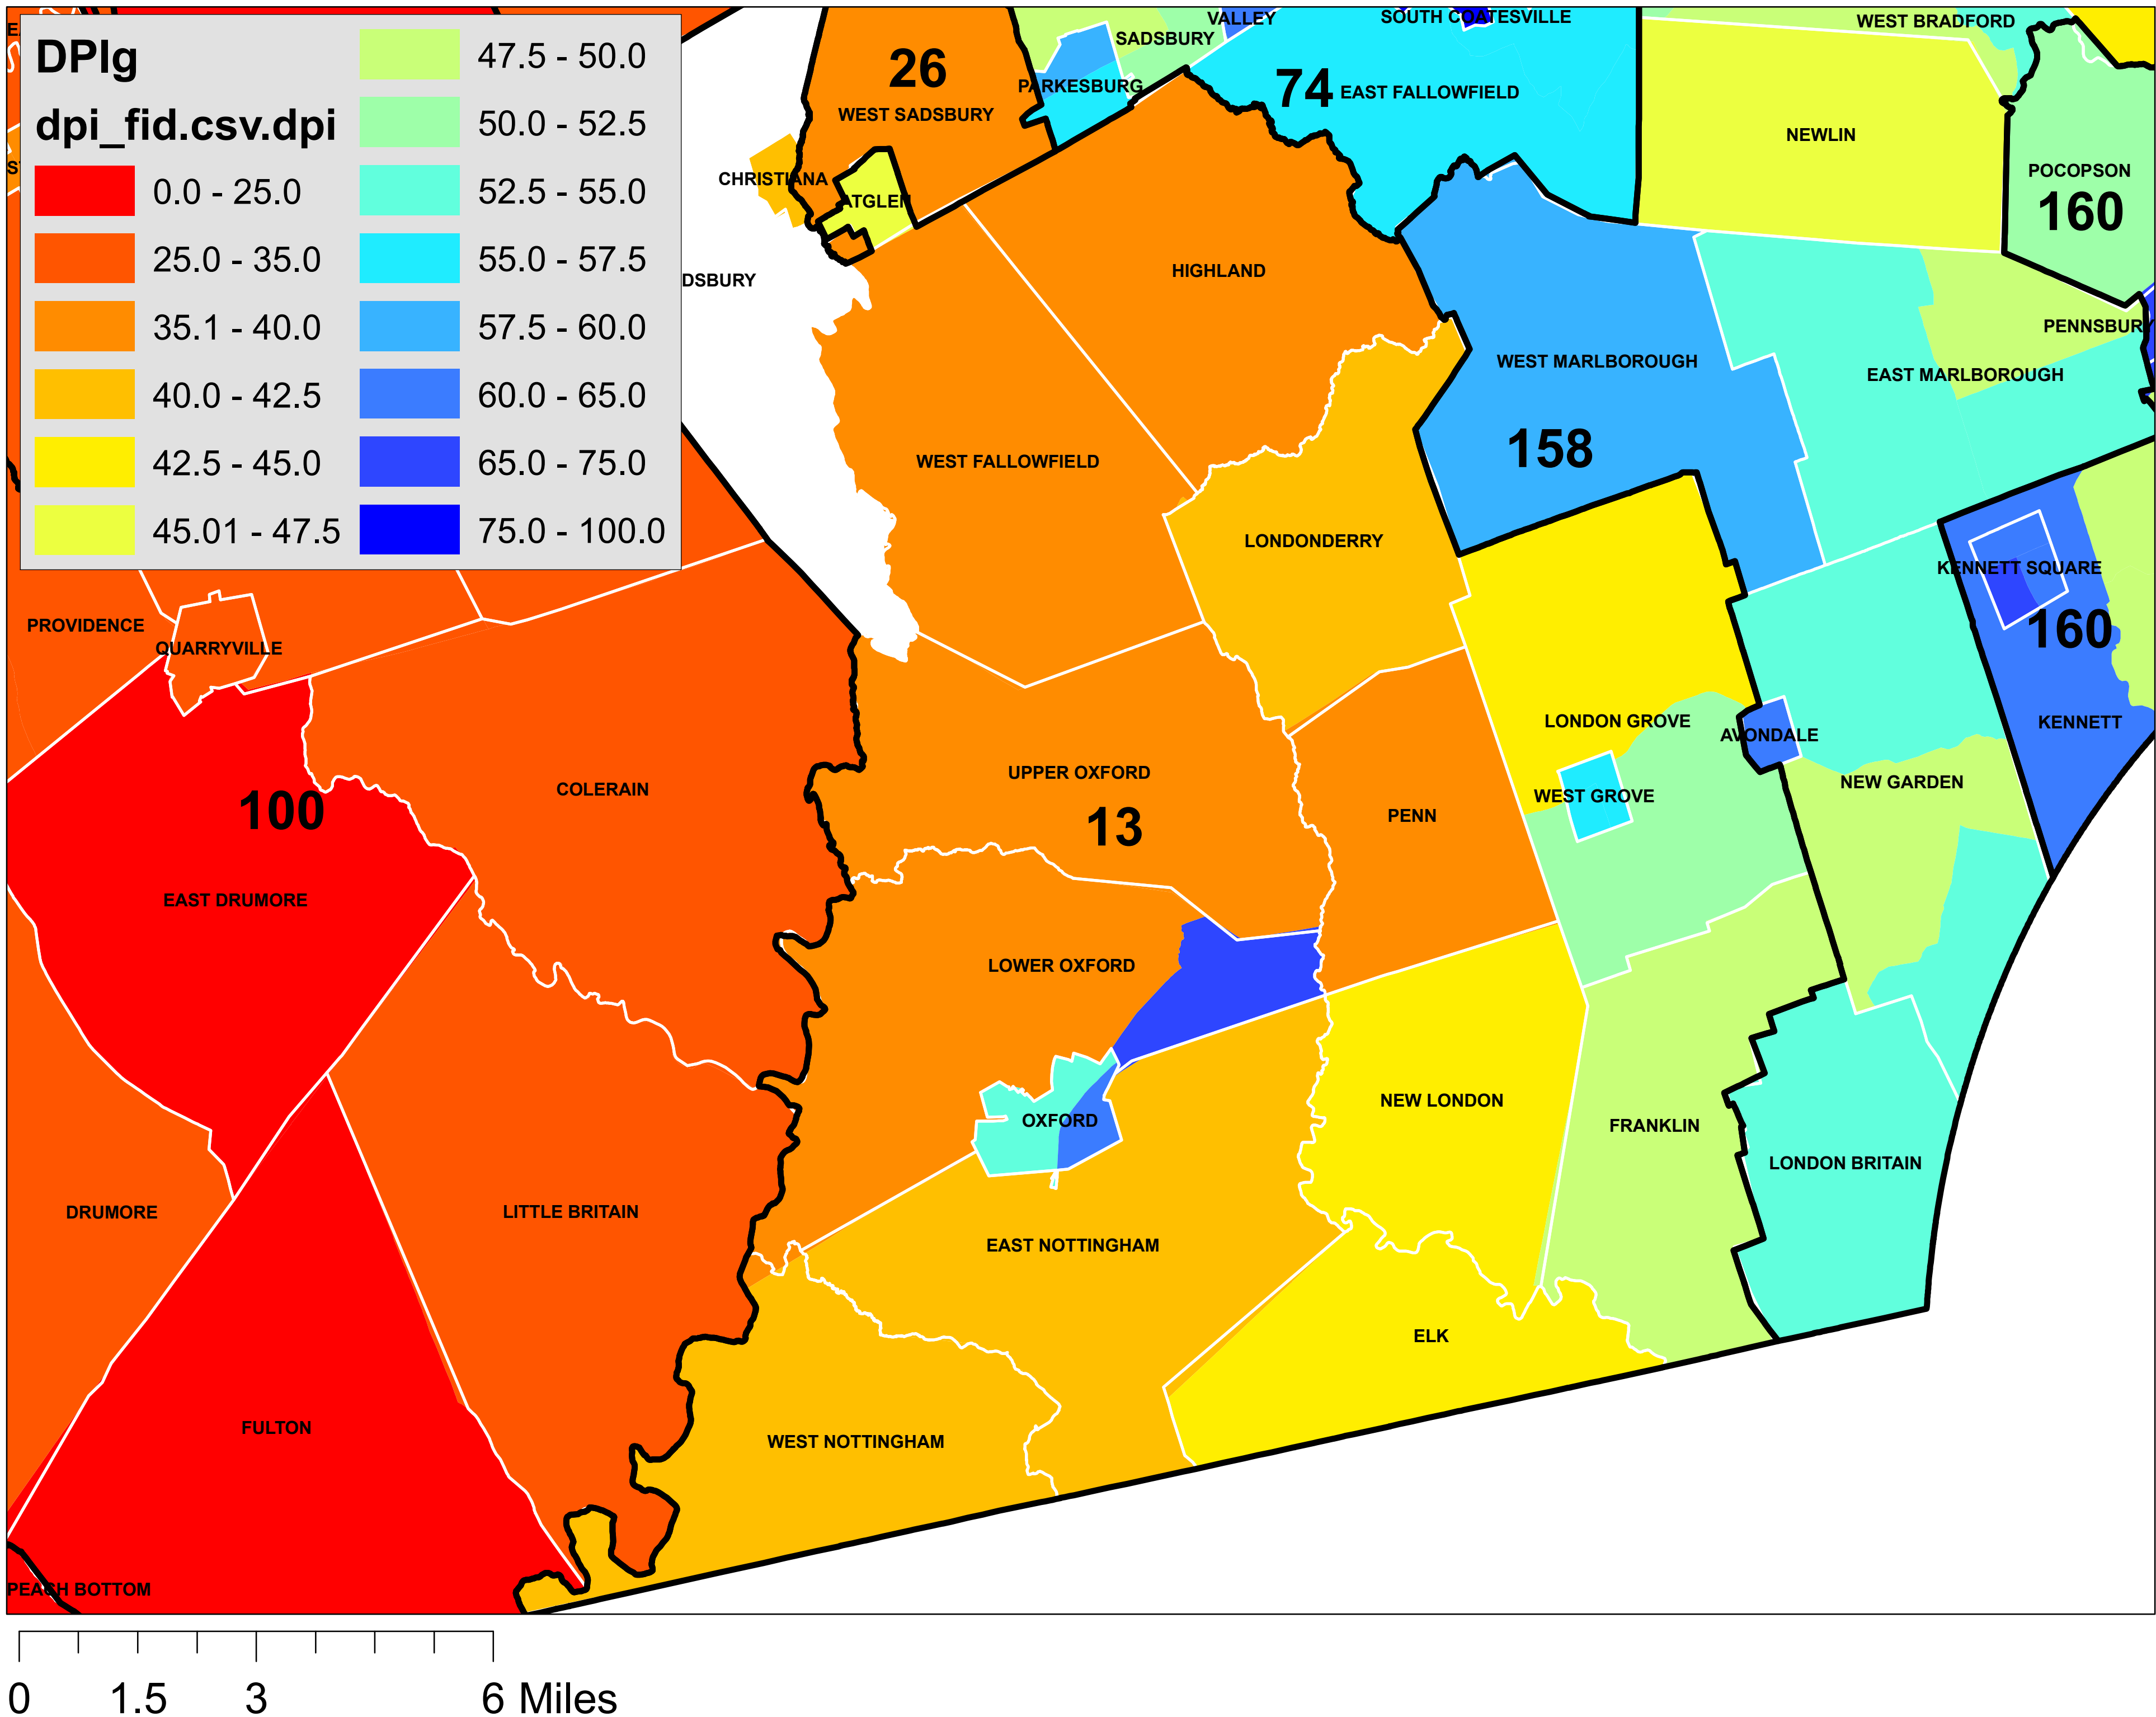 DPIg
dpi_fid.csv.dpi
0.0 - 25.0
25.0 - 35.0
35.1 - 40.0
40.0 - 42.5
42.5 - 45.0
45.01 - 47.5
47.5 - 50.0
50.0 - 52.5
52.5 - 55.0
55.0 - 57.5
57.5 - 60.0
60.0 - 65.0
65.0 - 75.0
75.0 - 100.0
VALLEY
SOUTH COATESVILLE
WEST BRADFORD
SADSBURY
26
PARKESBURG
74
EAST FALLOWFIELD
WEST SADSBURY
NEWLIN
CHRISTIANA
POCOPSON
ATGLEN
160
DSBURY
HIGHLAND
PENNSBURY
WEST MARLBOROUGH
EAST MARLBOROUGH
158
WEST FALLOWFIELD
LONDONDERRY
KENNETT SQUARE
PROVIDENCE
160
QUARRYVILLE
LONDON GROVE
KENNETT
AVONDALE
UPPER OXFORD
NEW GARDEN
COLERAIN
WEST GROVE
100
13
PENN
EAST DRUMORE
LOWER OXFORD
NEW LONDON
OXFORD
FRANKLIN
LONDON BRITAIN
DRUMORE
LITTLE BRITAIN
EAST NOTTINGHAM
ELK
FULTON
WEST NOTTINGHAM
PEACH BOTTOM
0 1.5 3 6 Miles